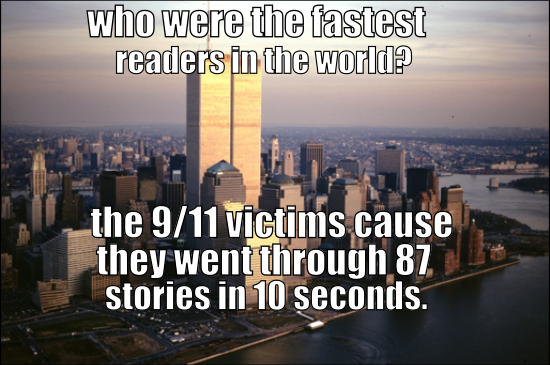 who were the fastest
readers in the world?
the 9/11 victims cause
they went through 87
stories in 10 seconds.